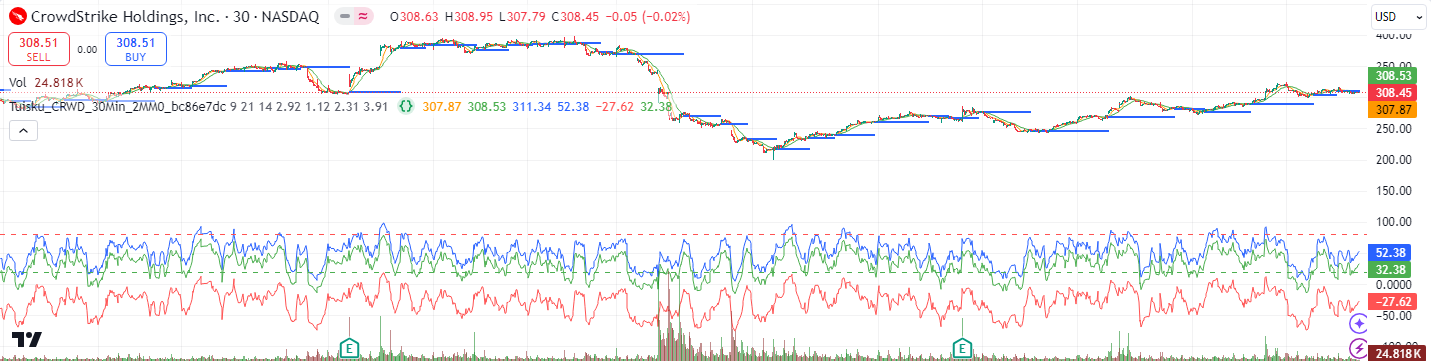 CrowdStrike Holdings, Inc. · 30 · NASDAQ O308.63 H308.95 L307.79 C308.45 −0.05 (−0.02%)
USD
308.51 SELL
0.00
308.51 BUY
400.00
350.00
Vol 24.818K
308.53
308.45
307.87
Tuisku_CRWD_30Min_2MM0_bc86e7dc 9 21 14 2.92 1.12 2.31 3.91 307.87 308.53 311.34 52.38 −27.62 32.38
250.00
200.00
150.00
100.00
52.38
32.38
0.0000
−27.62
−50.00
E
E
24.818K